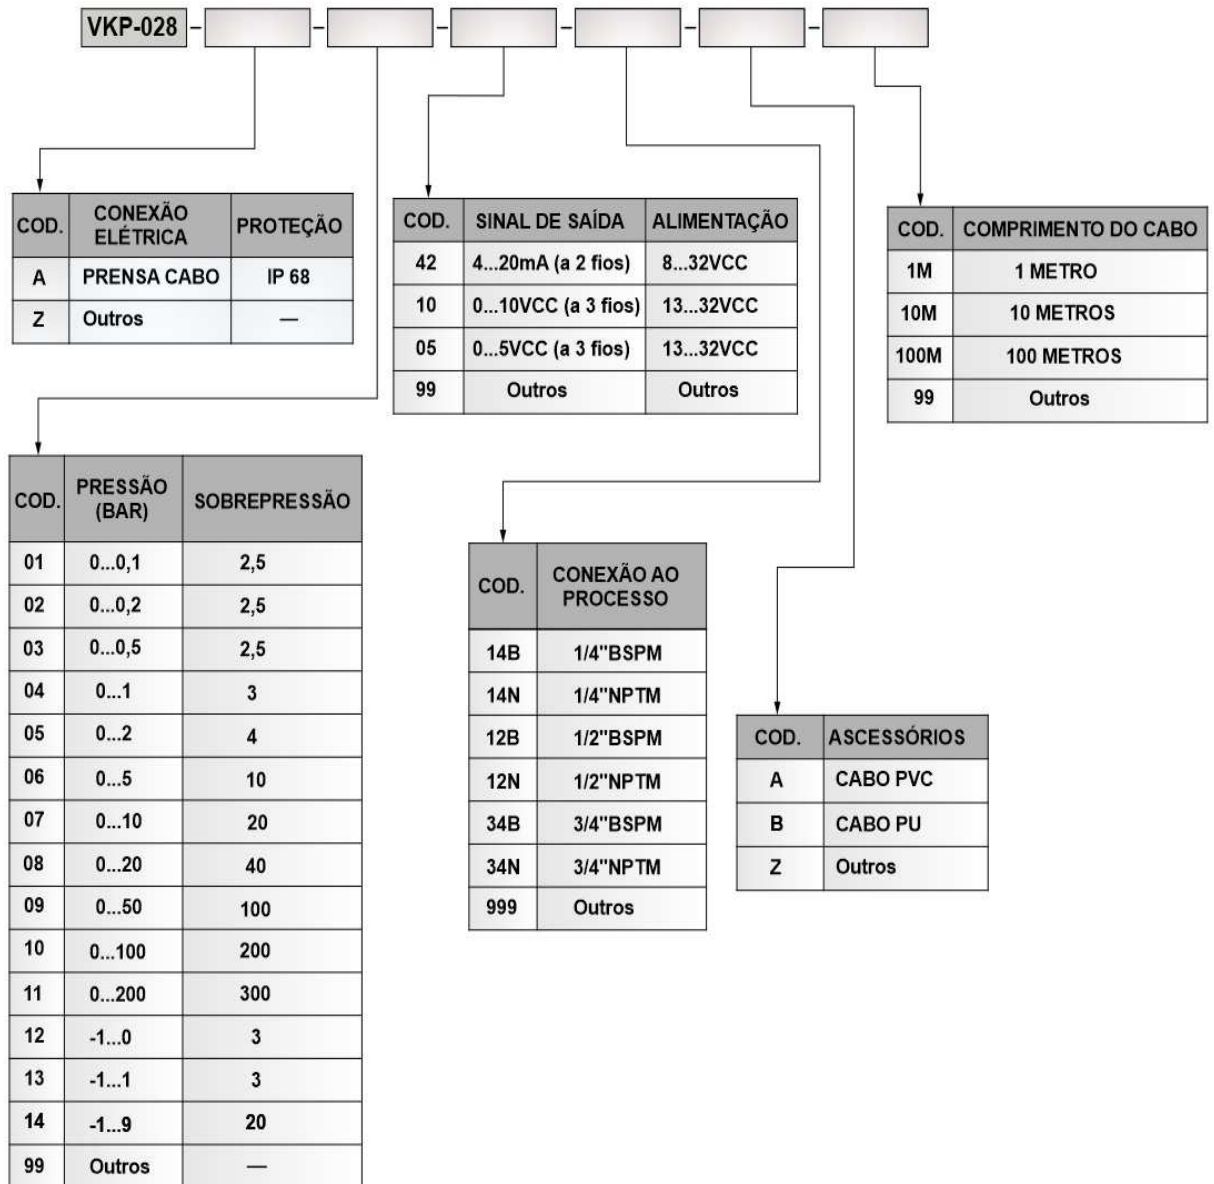 VKP-028 - - - - - -
COD. CONEXÃO ELÉTRICA PROTEÇÃO
A PRENSA CABO IP 68
Z Outros —
COD. SINAL DE SAÍDA ALIMENTAÇÃO
42 4...20mA (a 2 fios) 8...32VCC
10 0...10VCC (a 3 fios) 13...32VCC
05 0...5VCC (a 3 fios) 13...32VCC
99 Outros Outros
COD. COMPRIMENTO DO CABO
1M 1 METRO
10M 10 METROS
100M 100 METROS
99 Outros
COD. PRESSÃO (BAR) SOBREPRESSÃO
01 0...0,1 2,5
02 0...0,2 2,5
03 0...0,5 2,5
04 0...1 3
05 0...2 4
06 0...5 10
07 0...10 20
08 0...20 40
09 0...50 100
10 0...100 200
11 0...200 300
12 -1...0 3
13 -1...1 3
14 -1...9 20
99 Outros —
COD. CONEXÃO AO PROCESSO
14B 1/4"BSPM
14N 1/4"NPTM
12B 1/2"BSPM
12N 1/2"NPTM
34B 3/4"BSPM
34N 3/4"NPTM
999 Outros
COD. ASCESSÓRIOS
A CABO PVC
B CABO PU
Z Outros